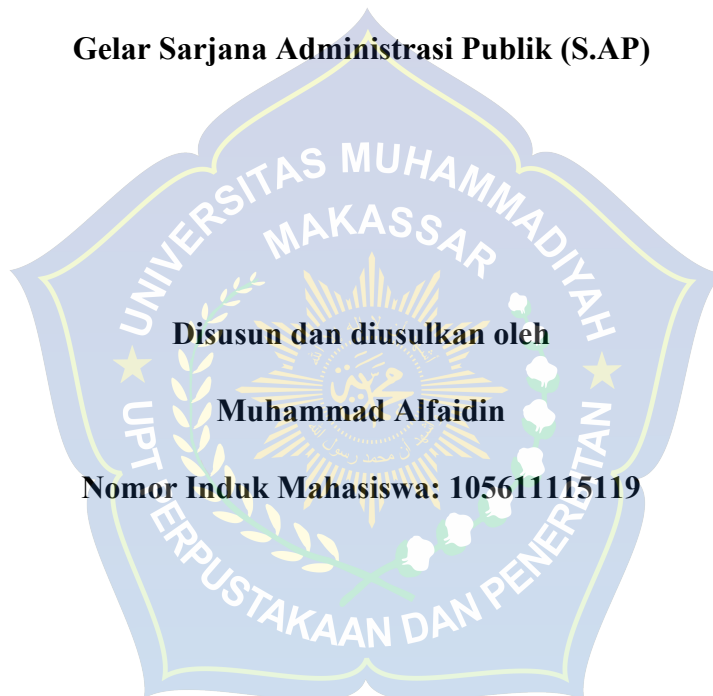 Gelar Sarjana Administrasi Publik (S.AP)
UNIVERSITAS MUHAMMADIYAH
MAKASSAR
Disusun dan diusulkan oleh
Muhammad Alfaidin
Nomor Induk Mahasiswa: 105611115119
UPT PERPUSTAKAAN DAN PENERBITAN